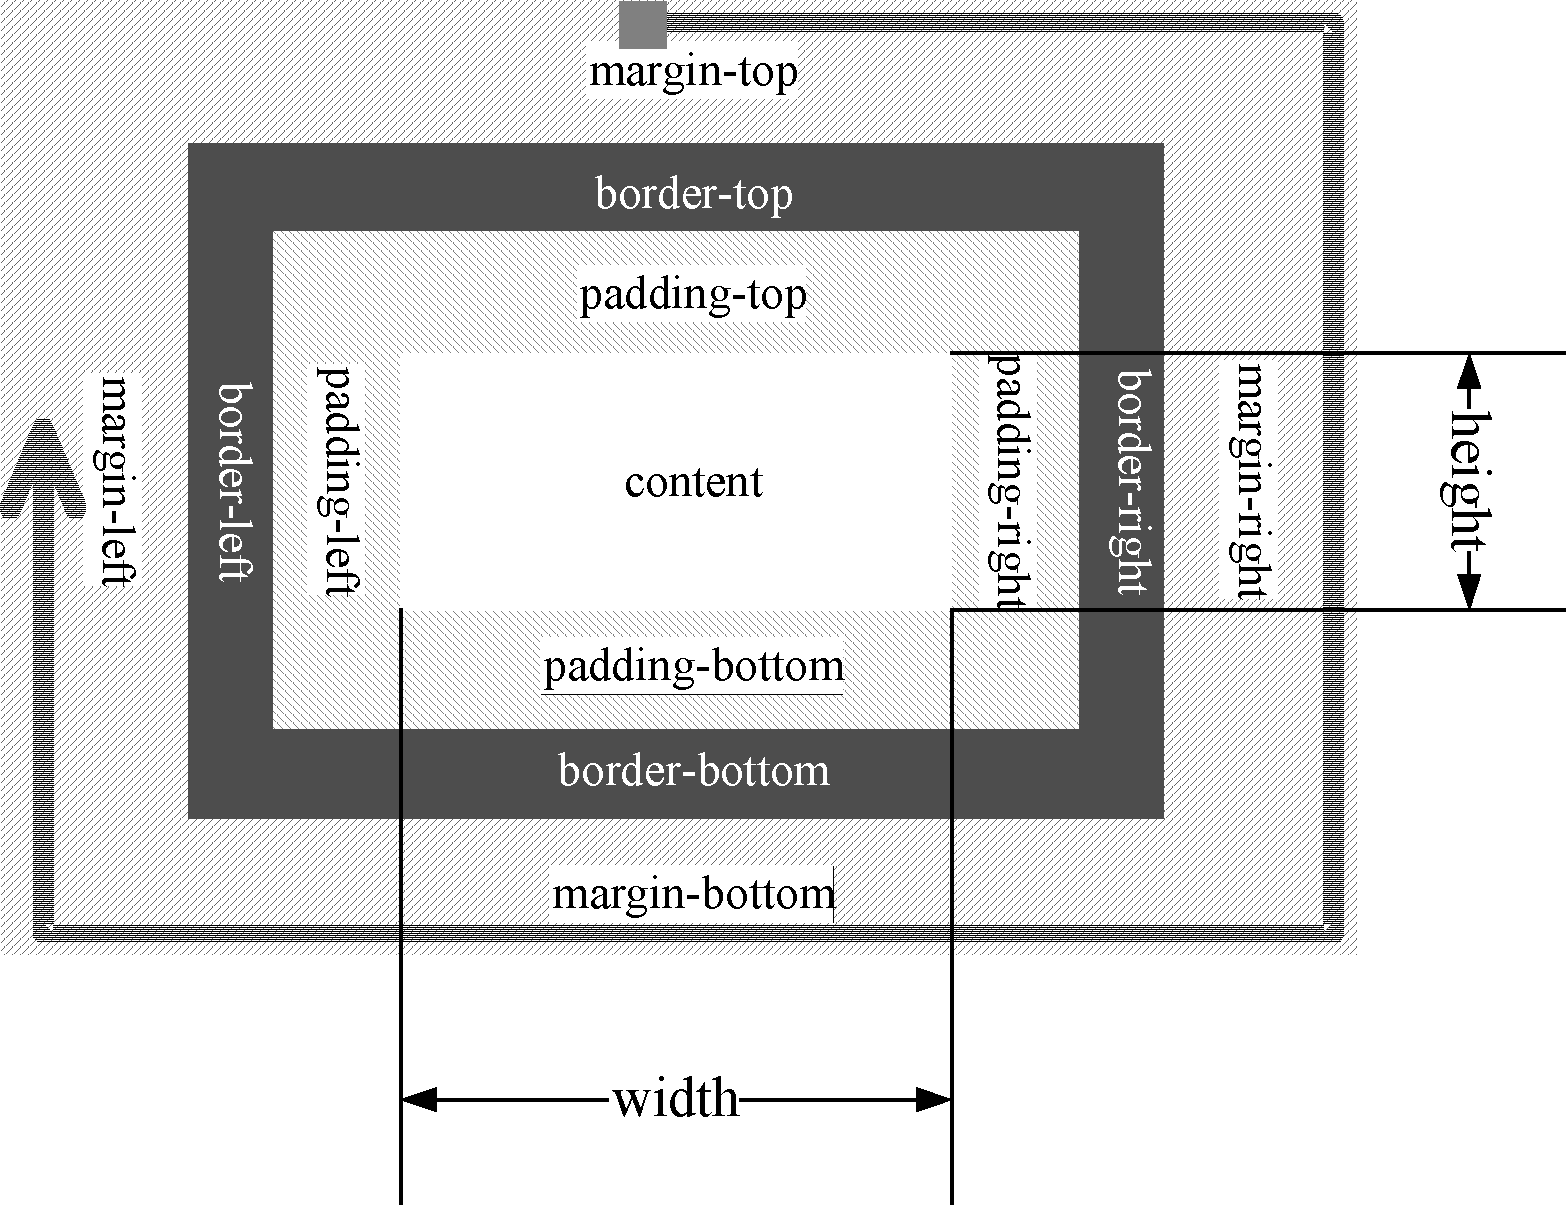 margin-top
border-top
padding-top
margin-left
border-left
padding-left
content
padding-right
border-right
margin-right
height
padding-bottom
border-bottom
margin-bottom
width